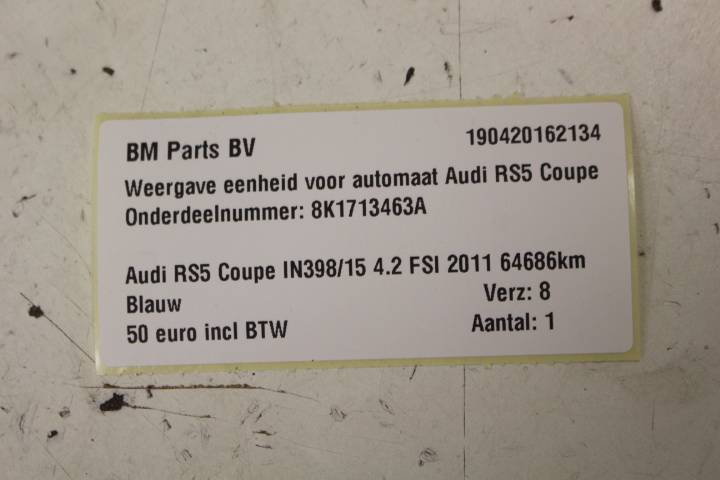 BM Parts BV 190420162134
Weergave eenheid voor automaat Audi RS5 Coupe
Onderdeelnummer: 8K1713463A
Audi RS5 Coupe IN398/15 4.2 FSI 2011 64686km
Blauw Verz: 8
50 euro incl BTW Aantal: 1